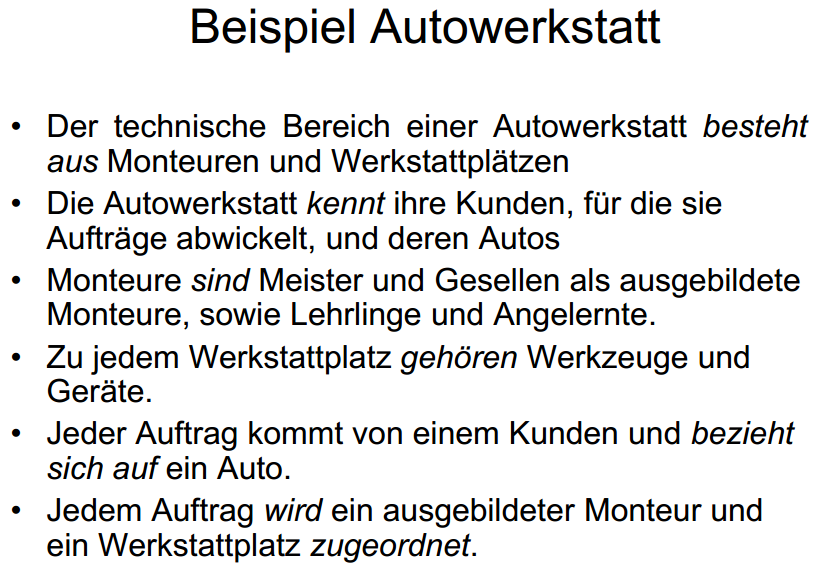 Beispiel Autowerkstatt
• Der technische Bereich einer Autowerkstatt besteht
aus Monteuren und Werkstattplätzen
• Die Autowerkstatt kennt ihre Kunden, für die sie
Aufträge abwickelt, und deren Autos
• Monteure sind Meister und Gesellen als ausgebildete
Monteure, sowie Lehrlinge und Angelernte.
• Zu jedem Werkstattplatz gehören Werkzeuge und
Geräte.
• Jeder Auftrag kommt von einem Kunden und bezieht
sich auf ein Auto.
• Jedem Auftrag wird ein ausgebildeter Monteur und
ein Werkstattplatz zugeordnet.